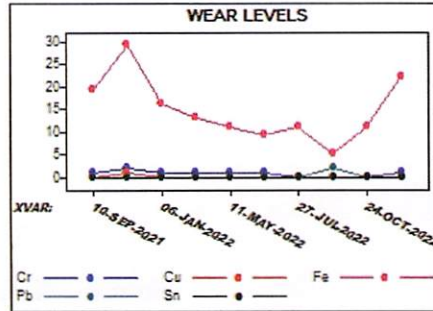 WEAR LEVELS
30
25
20
15
10
5
0
XVAR:
10-SEP-2021
06-JAN-2022
11-MAY-2022
27-JUL-2022
24-OCT-2022
Cr Cu Fe
Pb Sn